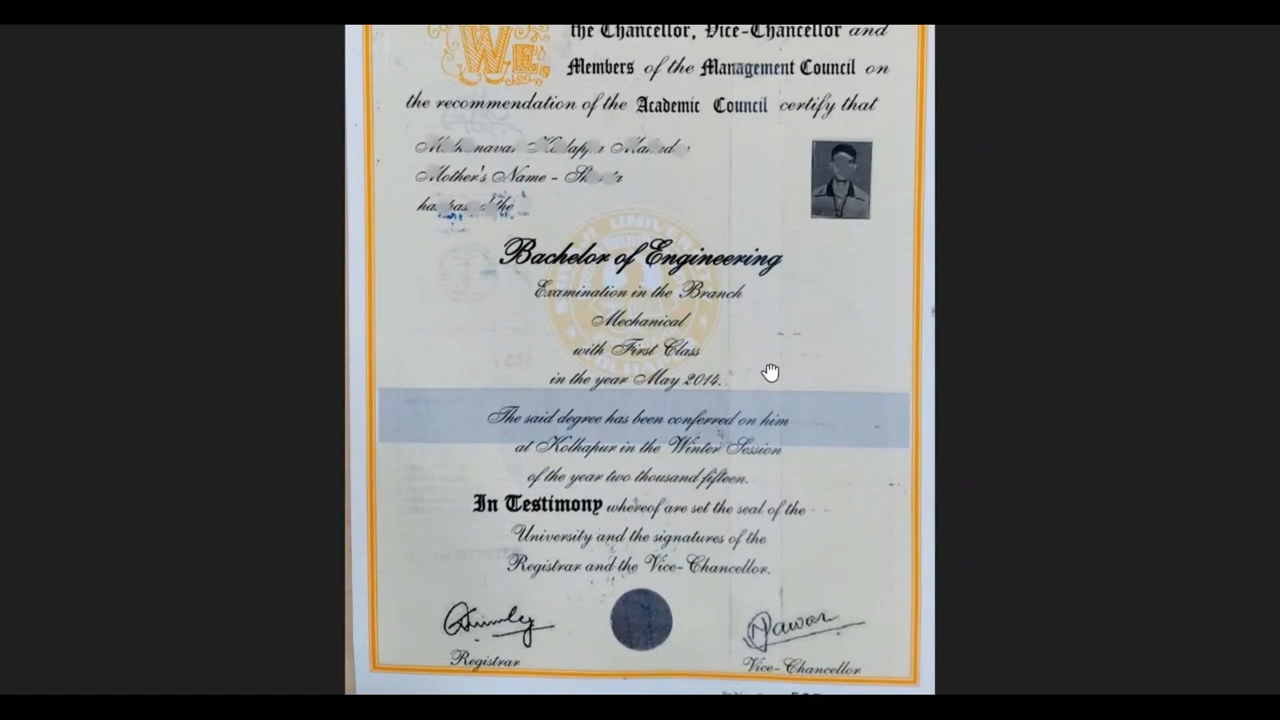 WE
the Chancellor, Vice-Chancellor and
Members of the Management Council on
the recommendation of the Academic Council certify that
Mother's Name -
the
Bachelor of Engineering
Examination in the Branch
Mechanical
with First Class
in the year May 2014.
The said degree has been conferred on him
at Kolhapur in the Winter Session
of the year two thousand fifteen.
In Testimony whereof are set the seal of the
University and the signatures of the
Registrar and the Vice-Chancellor.
Registrar
Vice-Chancellor